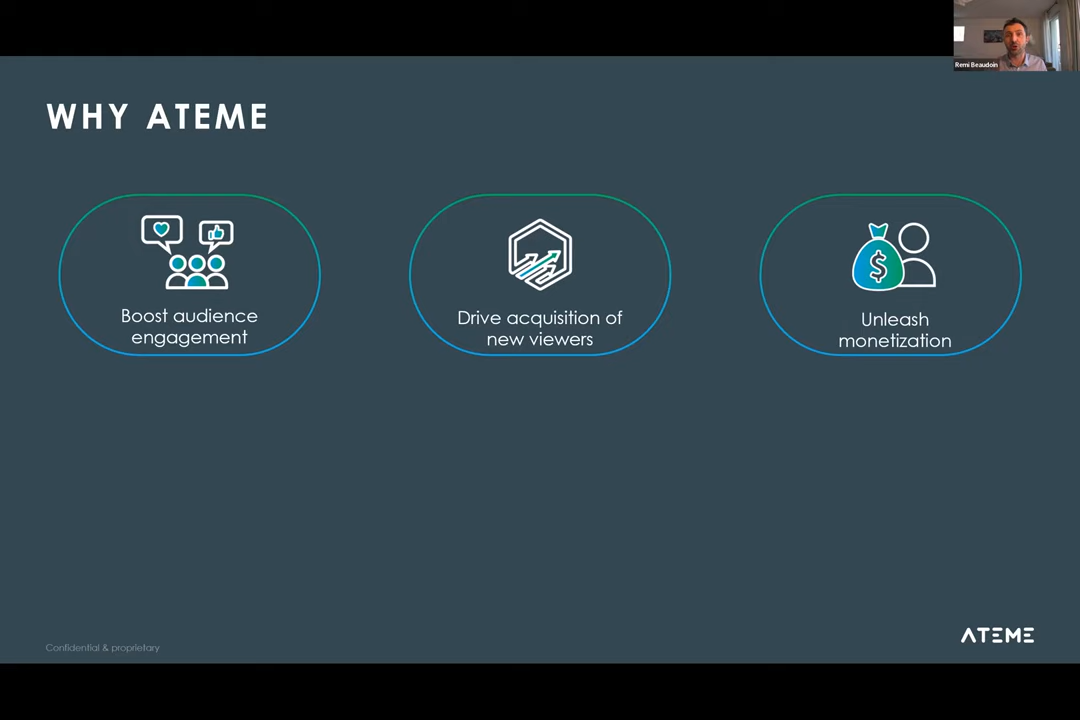 Remi Beaudoin
WHY ATEME
Boost audience
engagement
Drive acquisition of
new viewers
$
Unleash
monetization
Confidential & proprietary
ATEME